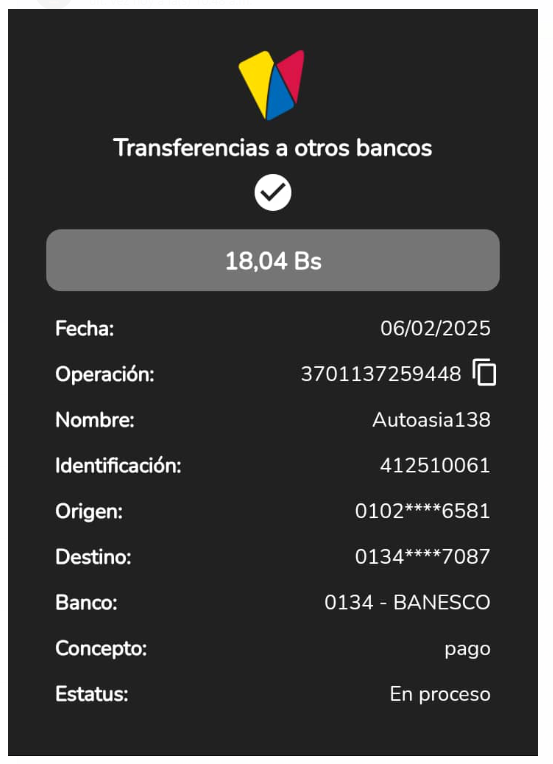 Transferencias a otros bancos
18,04 Bs
Fecha: 06/02/2025
Operación: 3701137259448
Nombre: Autoasia138
Identificación: 412510061
Origen: 0102****6581
Destino: 0134****7087
Banco: 0134 - BANESCO
Concepto: pago
Estatus: En proceso